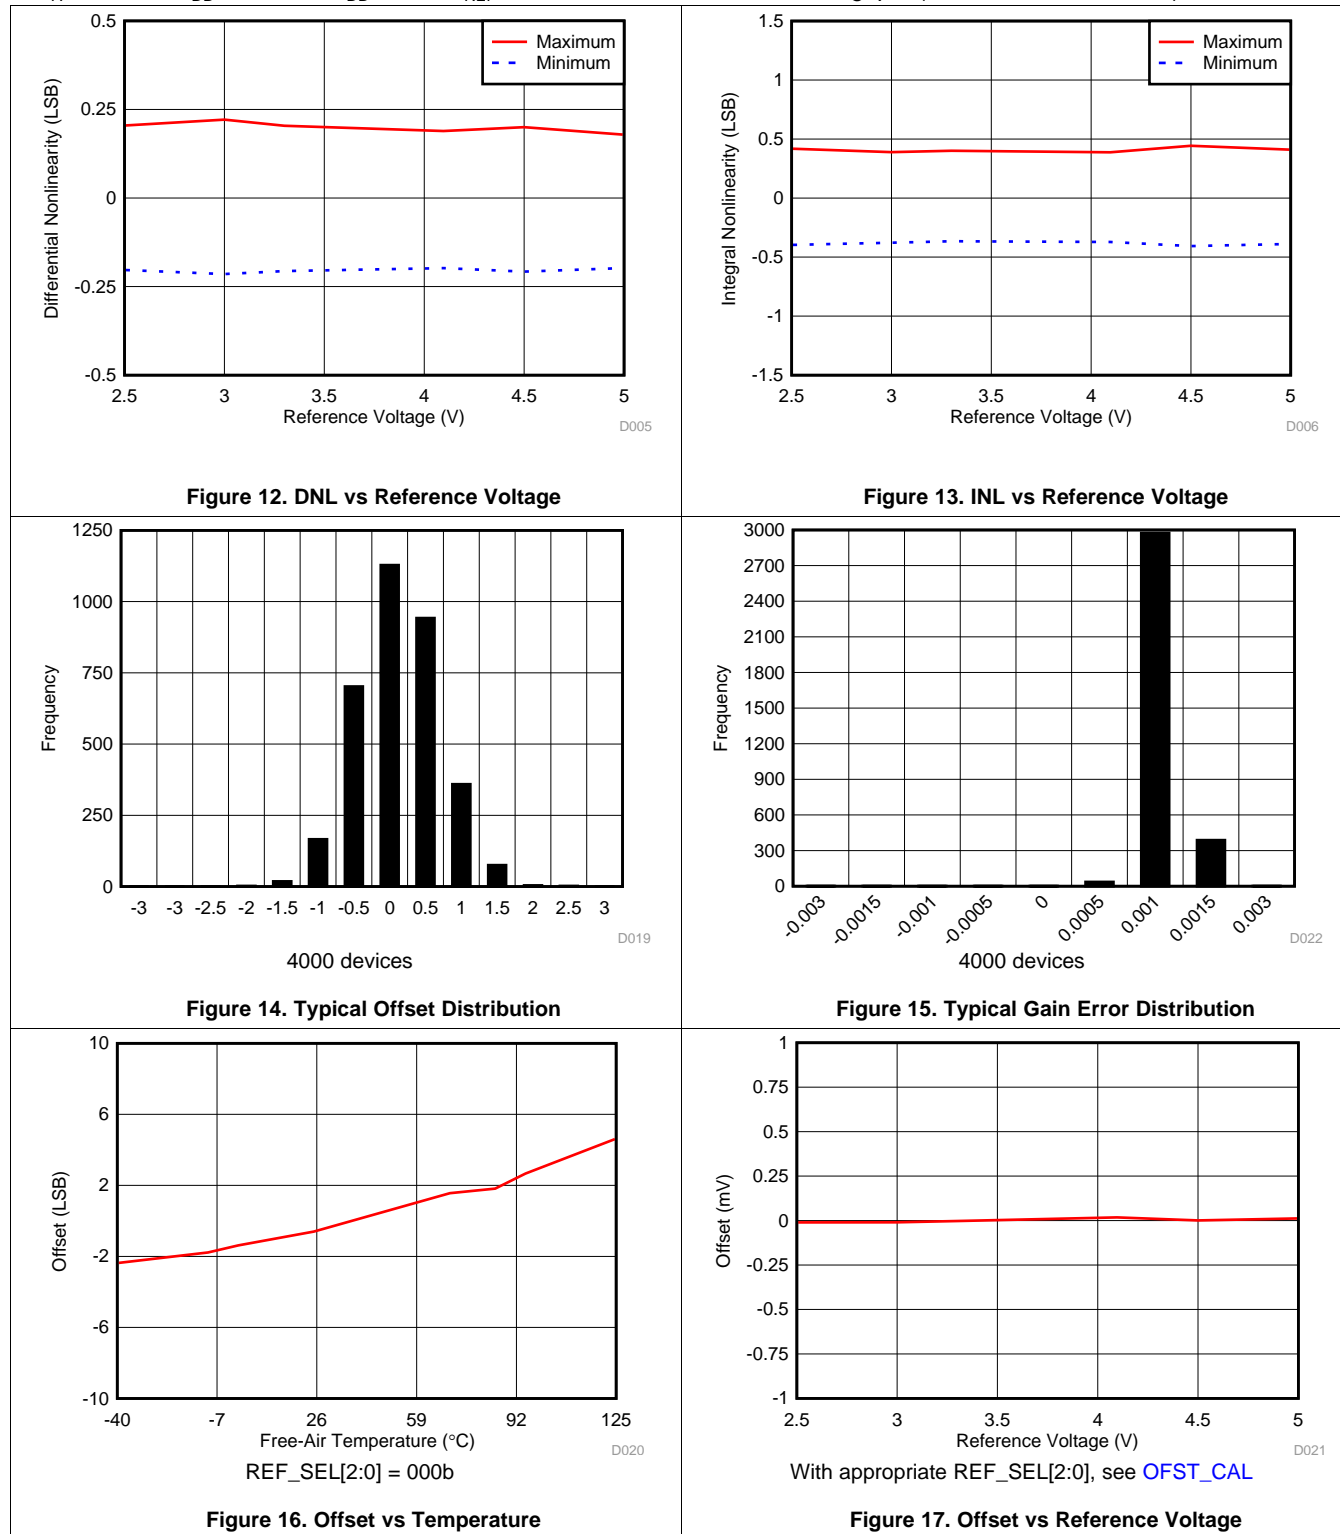 0.5
Maximum
Minimum
0.25
0
-0.25
-0.5
Differential Nonlinearity (LSB)
2.5 3 3.5 4 4.5 5
Reference Voltage (V)
D005
Figure 12. DNL vs Reference Voltage
1.5
Maximum
Minimum
1
0.5
0
-0.5
-1
-1.5
Integral Nonlinearity (LSB)
2.5 3 3.5 4 4.5 5
Reference Voltage (V)
D006
Figure 13. INL vs Reference Voltage
1250
1000
750
500
250
0
Frequency
-3 -3 -2.5 -2 -1.5 -1 -0.5 0 0.5 1 1.5 2 2.5 3
D019
4000 devices
Figure 14. Typical Offset Distribution
3000
2700
2400
2100
1800
1500
1200
900
600
300
0
Frequency
-0.003 -0.0015 -0.001 -0.0005 0 0.0005 0.001 0.0015 0.003
D022
4000 devices
Figure 15. Typical Gain Error Distribution
10
6
2
-2
-6
-10
Offset (LSB)
-40 -7 26 59 92 125
Free-Air Temperature (°C)
D020
REF_SEL[2:0] = 000b
Figure 16. Offset vs Temperature
1
0.75
0.5
0.25
0
-0.25
-0.5
-0.75
-1
Offset (mV)
2.5 3 3.5 4 4.5 5
Reference Voltage (V)
D021
With appropriate REF_SEL[2:0], see OFST_CAL
Figure 17. Offset vs Reference Voltage